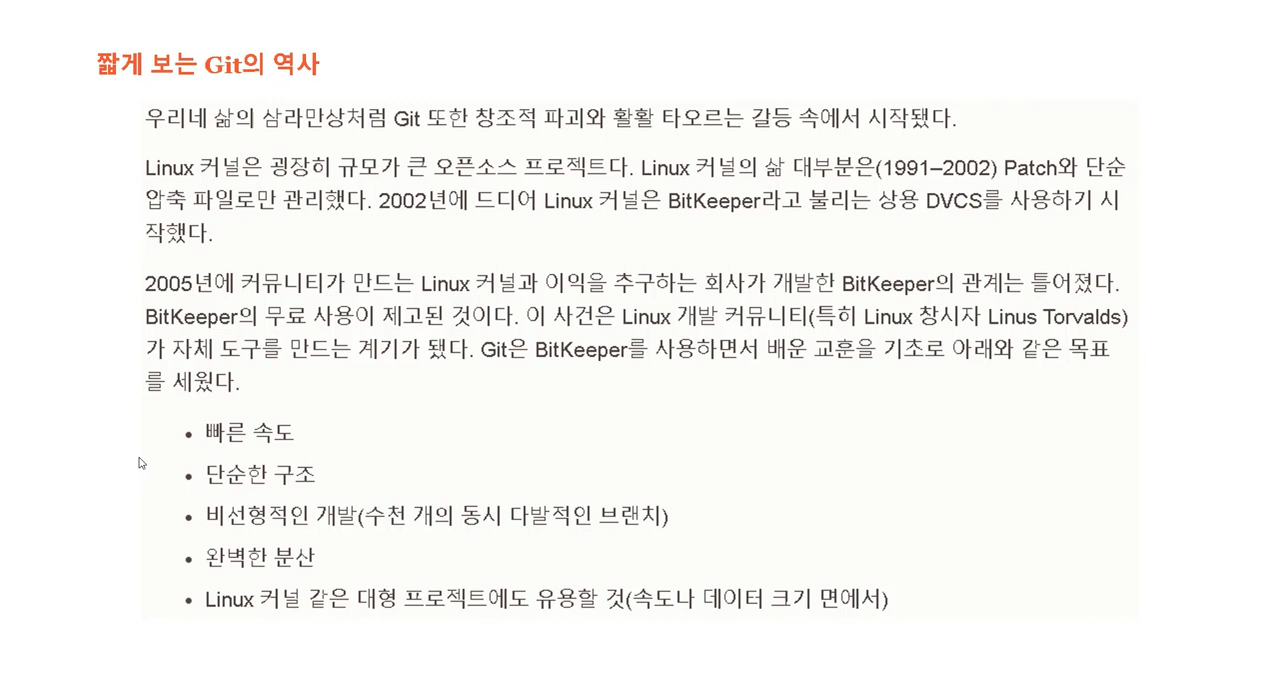 짧게 보는 Git의 역사
우리네 삶의 삼라만상처럼 Git 또한 창조적 파괴와 활활 타오르는 갈등 속에서 시작됐다.
Linux 커널은 굉장히 규모가 큰 오픈소스 프로젝트다. Linux 커널의 삶 대부분은(1991–2002) Patch와 단순
압축 파일로만 관리했다. 2002년에 드디어 Linux 커널은 BitKeeper라고 불리는 상용 DVCS를 사용하기 시
작했다.
2005년에 커뮤니티가 만드는 Linux 커널과 이익을 추구하는 회사가 개발한 BitKeeper의 관계는 틀어졌다.
BitKeeper의 무료 사용이 제고된 것이다. 이 사건은 Linux 개발 커뮤니티(특히 Linux 창시자 Linus Torvalds)
가 자체 도구를 만드는 계기가 됐다. Git은 BitKeeper를 사용하면서 배운 교훈을 기초로 아래와 같은 목표
를 세웠다.
• 빠른 속도
• 단순한 구조
• 비선형적인 개발(수천 개의 동시 다발적인 브랜치)
• 완벽한 분산
• Linux 커널 같은 대형 프로젝트에도 유용할 것(속도나 데이터 크기 면에서)